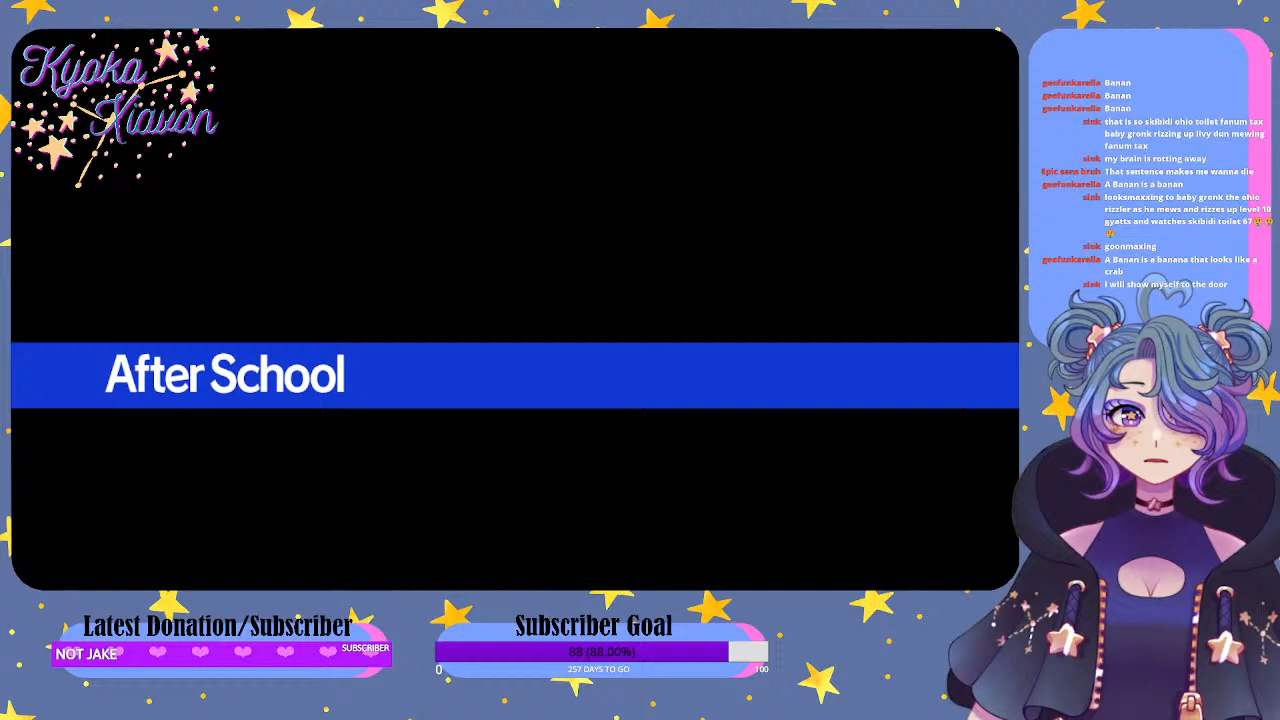 Kyoka
Xiavon
geefunkarella Banan
geefunkarella Banan
geefunkarella Banan
sink that is so skibidi ohio toilet fanum tax
baby gronk rizzing up livy dun mewing
fanum tax
sink my brain is rotting away
Epic sans bruh That sentence makes me wanna die
geefunkarella A Banan is a banan
sink looksmaxxing to baby gronk the ohio
rizzler as he mews and rizzes up level 10
gyatts and watches skibidi toilet 67
sink goonmaxing
geefunkarella A Banan is a banana that looks like a
crab
sink i will show myself to the door
After School
Latest Donation/Subscriber
NOT JAKE
SUBSCRIBER
Subscriber Goal
88 (88.00%)
0
257 DAYS TO GO
100